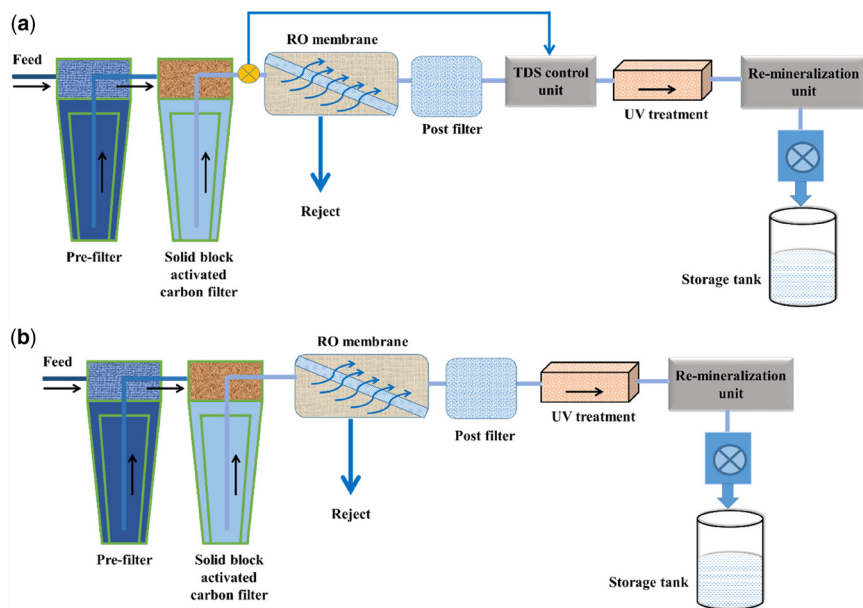 (a)
Feed
RO membrane
TDS control
unit
Re-mineralization
unit
UV treatment
Post filter
Reject
Pre-filter
Solid block
activated
carbon filter
Storage tank
(b)
Feed
RO membrane
Re-mineralization
unit
UV treatment
Post filter
Reject
Pre-filter
Solid block
activated
carbon filter
Storage tank